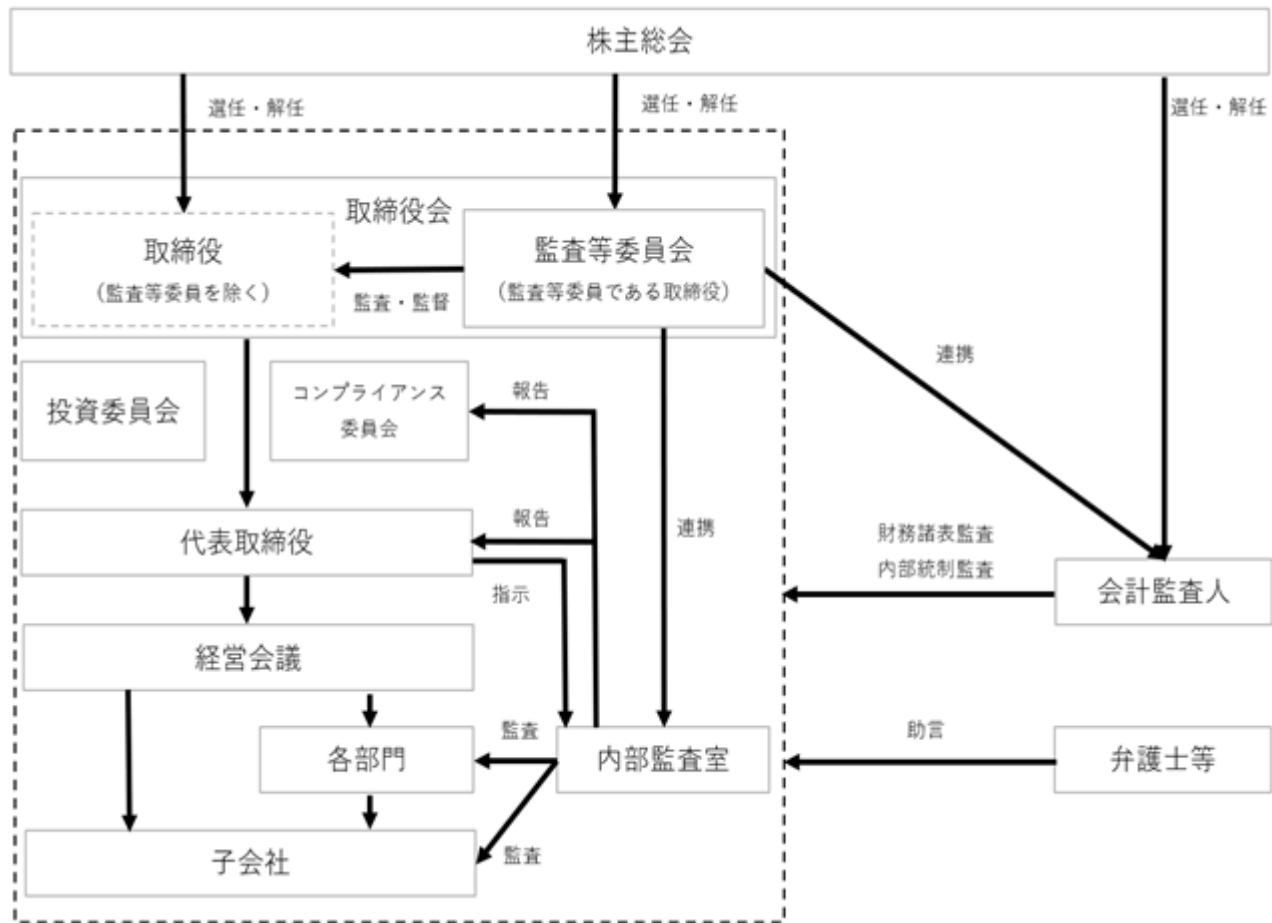 株主総会
選任・解任
選任・解任
選任・解任
取締役会
取締役
(監査等委員を除く)
監査・監督
監査等委員会
(監査等委員である取締役)
連携
投資委員会
コンプライアンス
委員会
報告
代表取締役
報告
指示
連携
財務諸表監査
内部統制監査
会計監査人
経営会議
各部門
監査
内部監査室
助言
弁護士等
子会社
監査